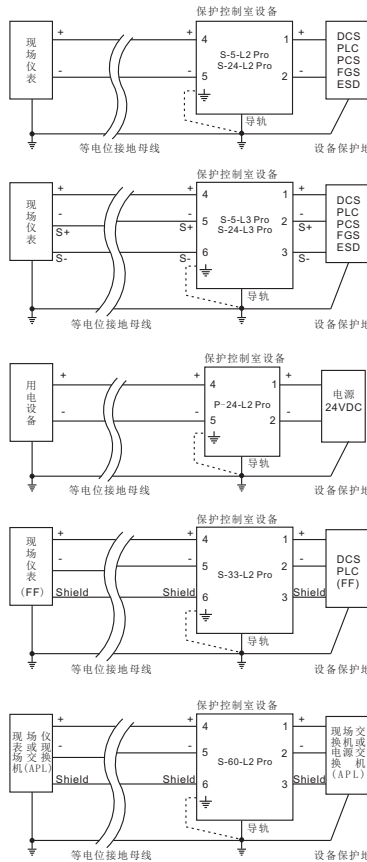 保护控制室设备
现场仪表
+
-
+
-
4
5
S-5-L2 Pro
S-24-L2 Pro
1
2
+
-
DCS
PLC
PCS
FGS
ESD
导轨
等电位接地母线
设备保护地
保护控制室设备
现场仪表
+
-
S+
S-
+
-
S+
S-
4
5
6
S-5-L3 Pro
S-24-L3 Pro
1
2
3
+
-
S+
S-
DCS
PLC
PCS
FGS
ESD
导轨
等电位接地母线
设备保护地
保护控制室设备
用电设备
+
-
+
-
4
5
P-24-L2 Pro
1
2
+
-
电源
24VDC
导轨
等电位接地母线
设备保护地
保护控制室设备
现场仪表
(FF)
+
-
Shield
+
-
Shield
4
5
6
S-33-L2 Pro
1
2
3
+
-
Shield
DCS
PLC
(FF)
导轨
等电位接地母线
设备保护地
保护控制室设备
现场仪
表或现
场交换
机(APL)
+
-
Shield
+
-
Shield
4
5
6
S-60-L2 Pro
1
2
3
+
-
Shield
现场交
换机或
电源交
换机
(APL)
导轨
等电位接地母线
设备保护地